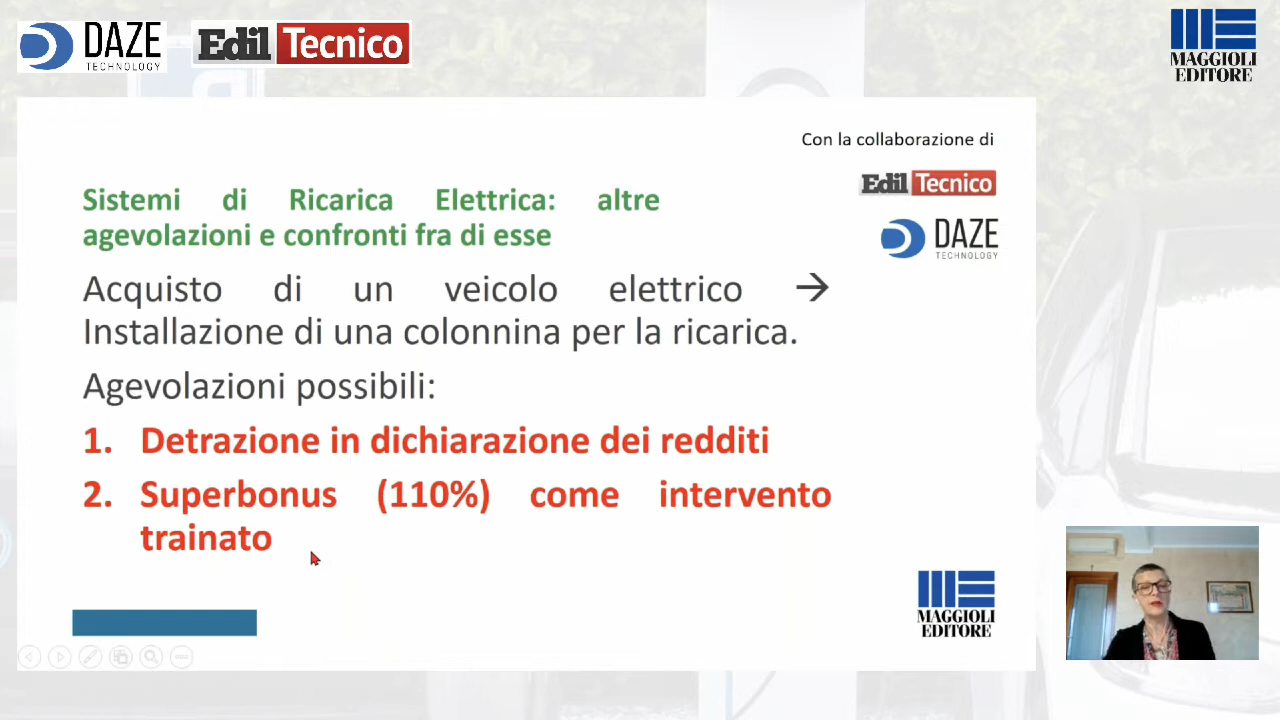 DAZE
TECHNOLOGY
Edil Tecnico
MAGGIOLI
EDITORE
Con la collaborazione di
Edil Tecnico
DAZE
TECHNOLOGY
Sistemi di Ricarica Elettrica: altre
agevolazioni e confronti fra di esse
Acquisto di un veicolo elettrico →
Installazione di una colonnina per la ricarica.
Agevolazioni possibili:
1. Detrazione in dichiarazione dei redditi
2. Superbonus (110%) come intervento
trainato
MAGGIOLI
EDITORE